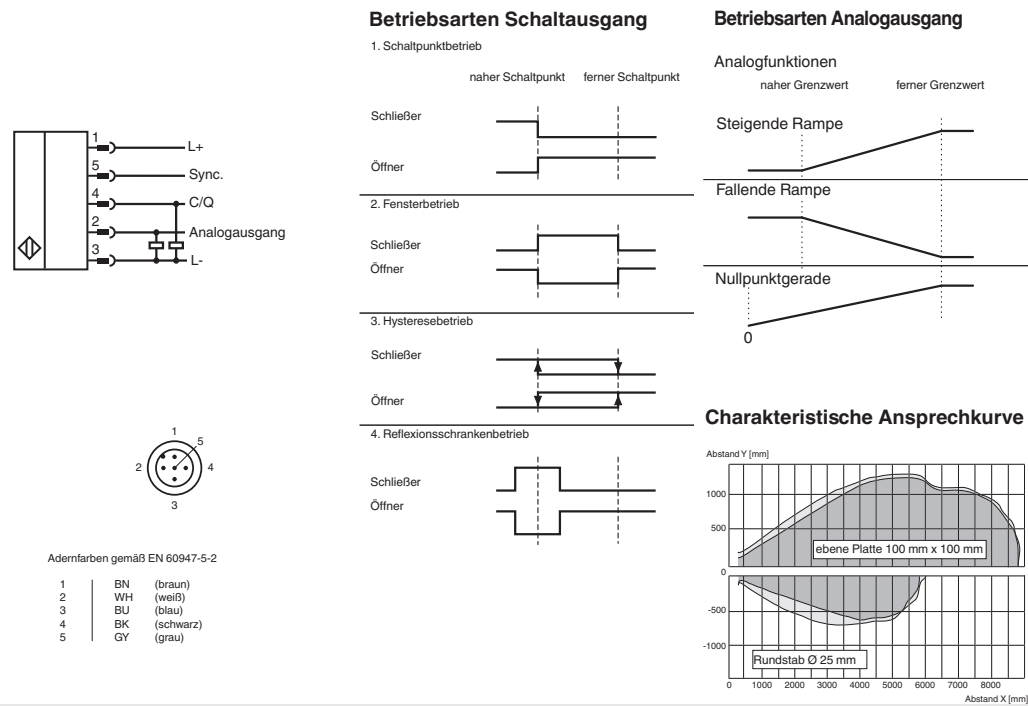 1
L+
5
Sync.
4
C/Q
2
Analogausgang
3
L-
1
5
2
4
3
Adernfarben gemäß EN 60947-5-2
1 BN (braun)
2 WH (weiß)
3 BU (blau)
4 BK (schwarz)
5 GY (grau)
Betriebsarten Schaltausgang
1. Schaltpunktbetrieb
naher Schaltpunkt ferner Schaltpunkt
Schließer
Öffner
2. Fensterbetrieb
Schließer
Öffner
3. Hysteresebetrieb
Schließer
Öffner
4. Reflexionsschrankenbetrieb
Schließer
Öffner
Betriebsarten Analogausgang
Analogfunktionen
naher Grenzwert ferner Grenzwert
Steigende Rampe
Fallende Rampe
Nullpunktgerade
0
Charakteristische Ansprechkurve
Abstand Y [mm]
1000
500
ebene Platte 100 mm x 100 mm
0
-500
-1000
Rundstab Ø 25 mm
0 1000 2000 3000 4000 5000 6000 7000 8000
Abstand X [mm]